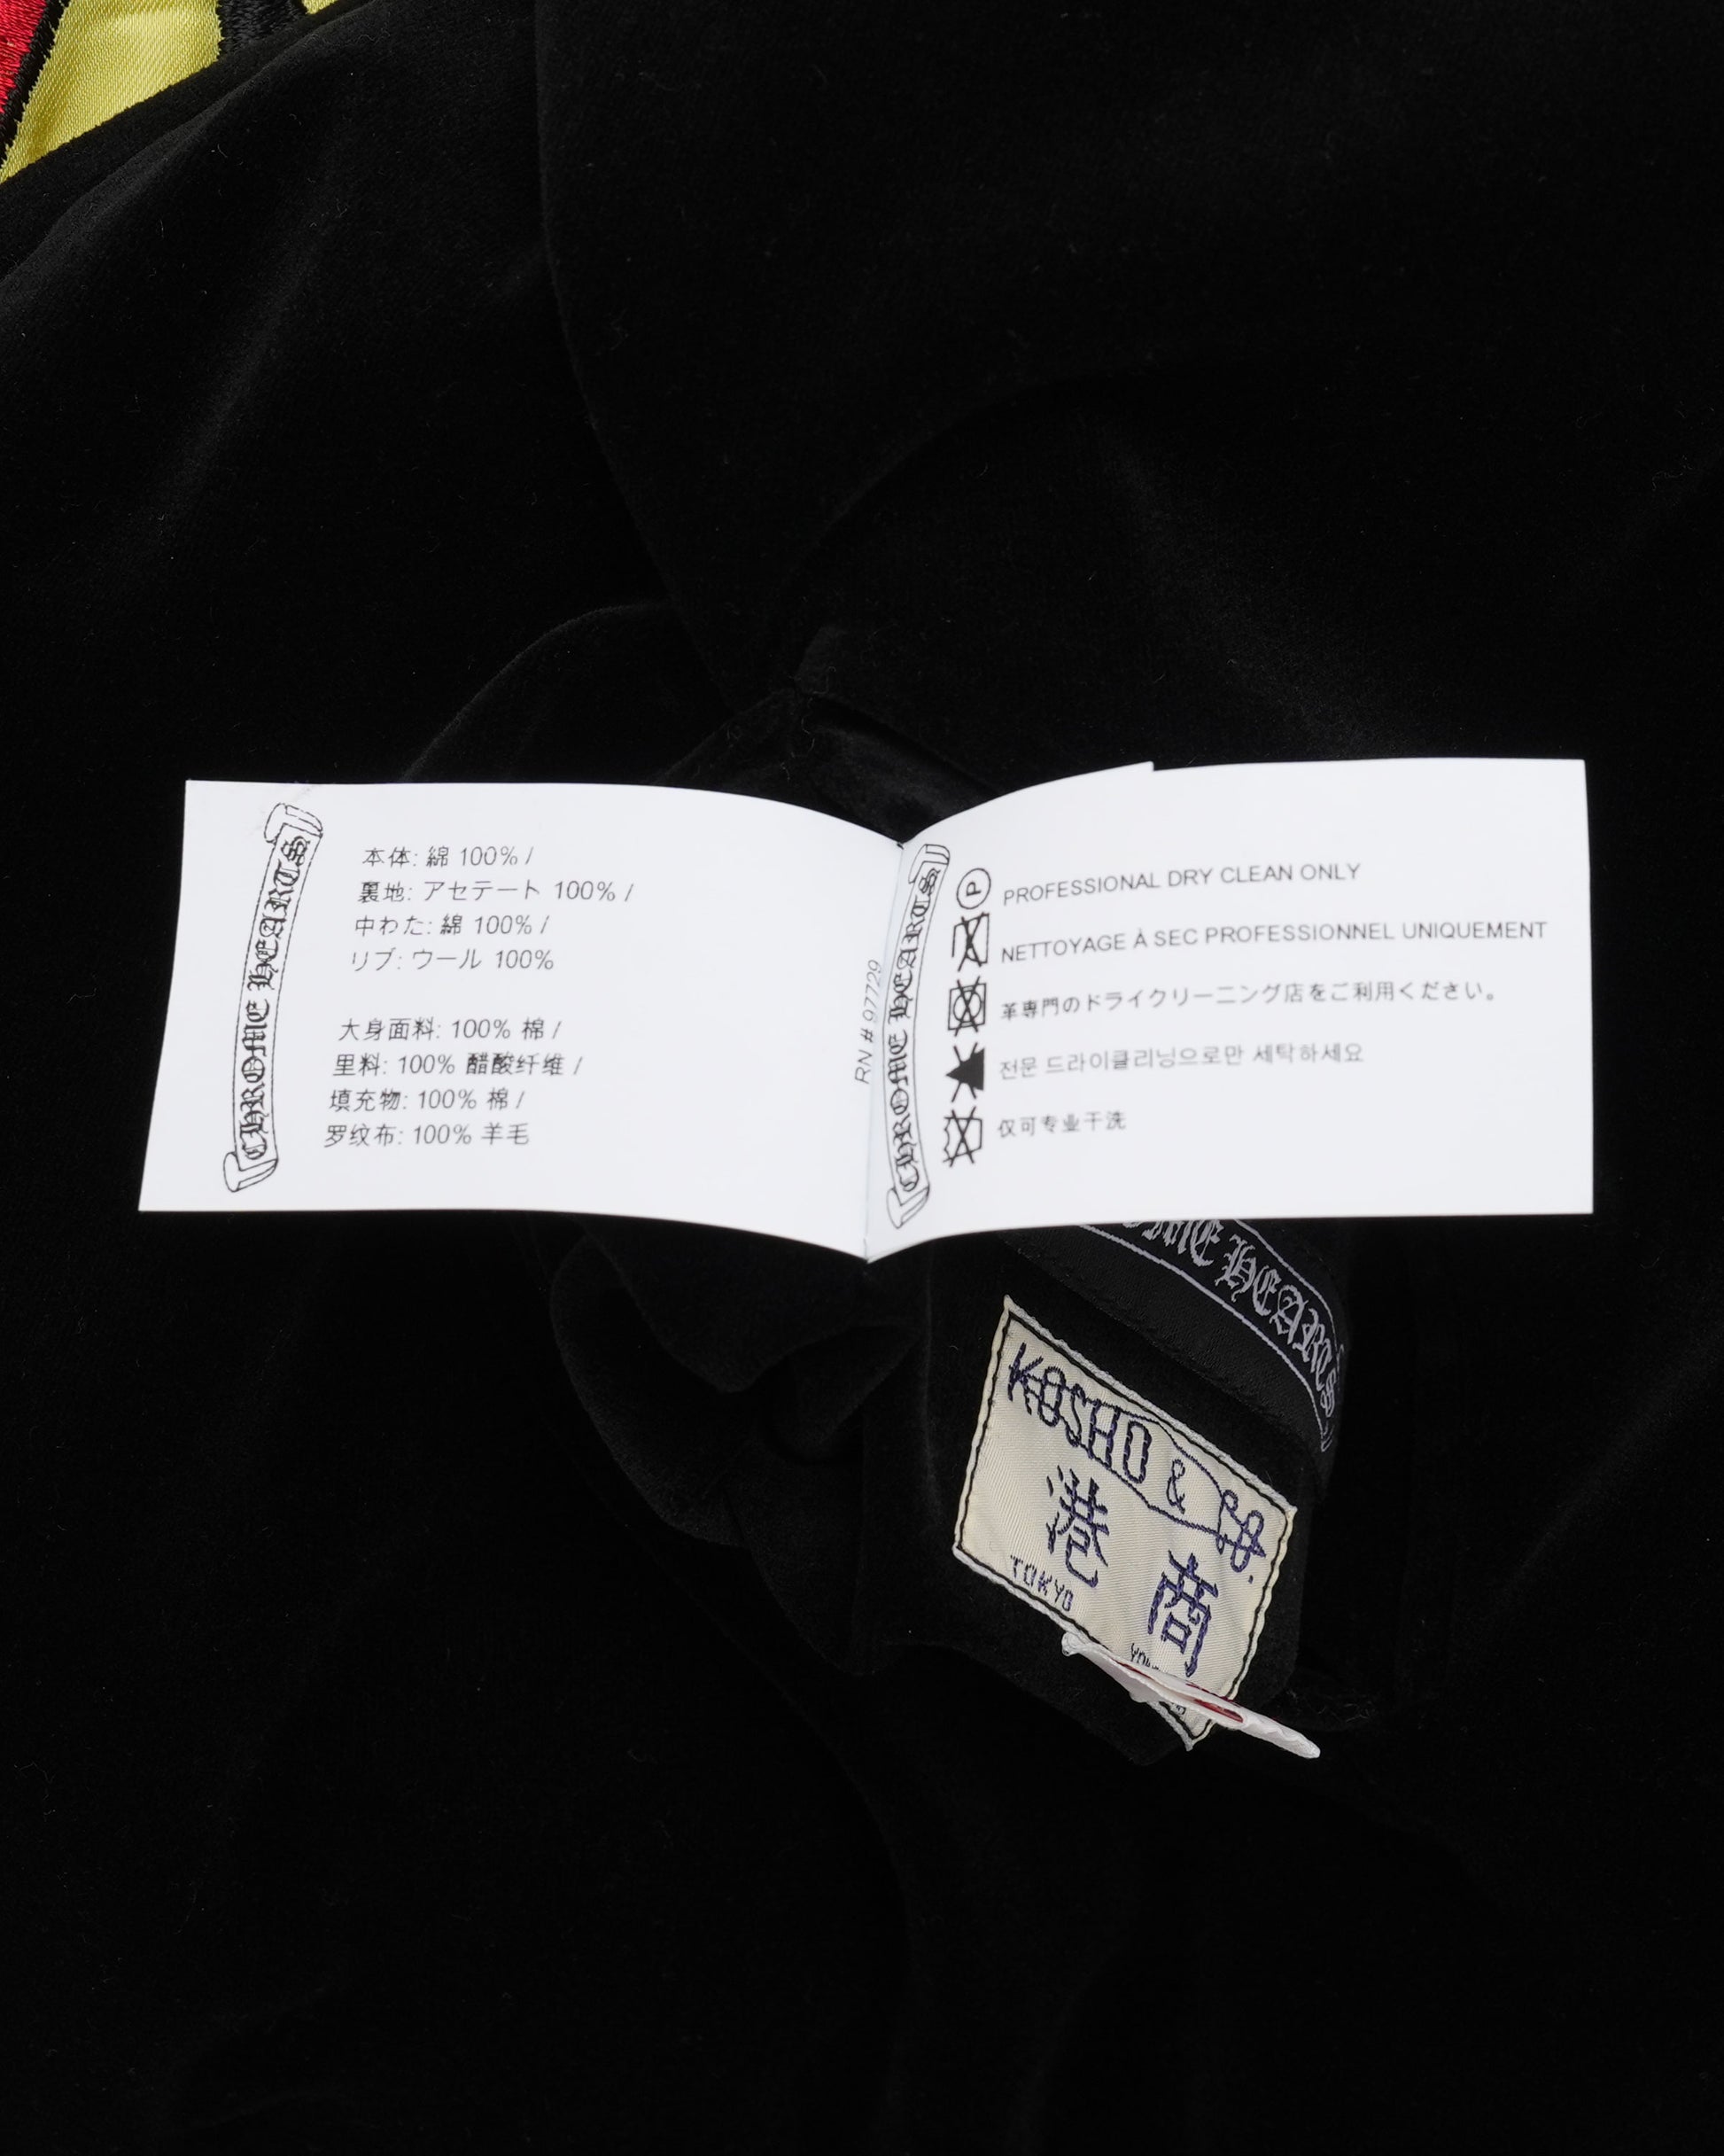 CHROME HEARTS
本体: 綿 100% /
裏地: アセテート 100% /
中わた: 綿 100% /
リブ: ウール 100%
大身面料: 100% 棉 /
里料: 100% 醋酸纤维 /
填充物: 100% 棉 /
罗纹布: 100% 羊毛
RN # 97729
CHROME HEARTS
P
PROFESSIONAL DRY CLEAN ONLY
NETTOYAGE À SEC PROFESSIONNEL UNIQUEMENT
革専門のドライクリーニング店をご利用ください。
전문 드라이클리닝으로만 세탁하세요
仅可专业干洗
HEARTS
KOSHO & CO.
港商
TOKYO